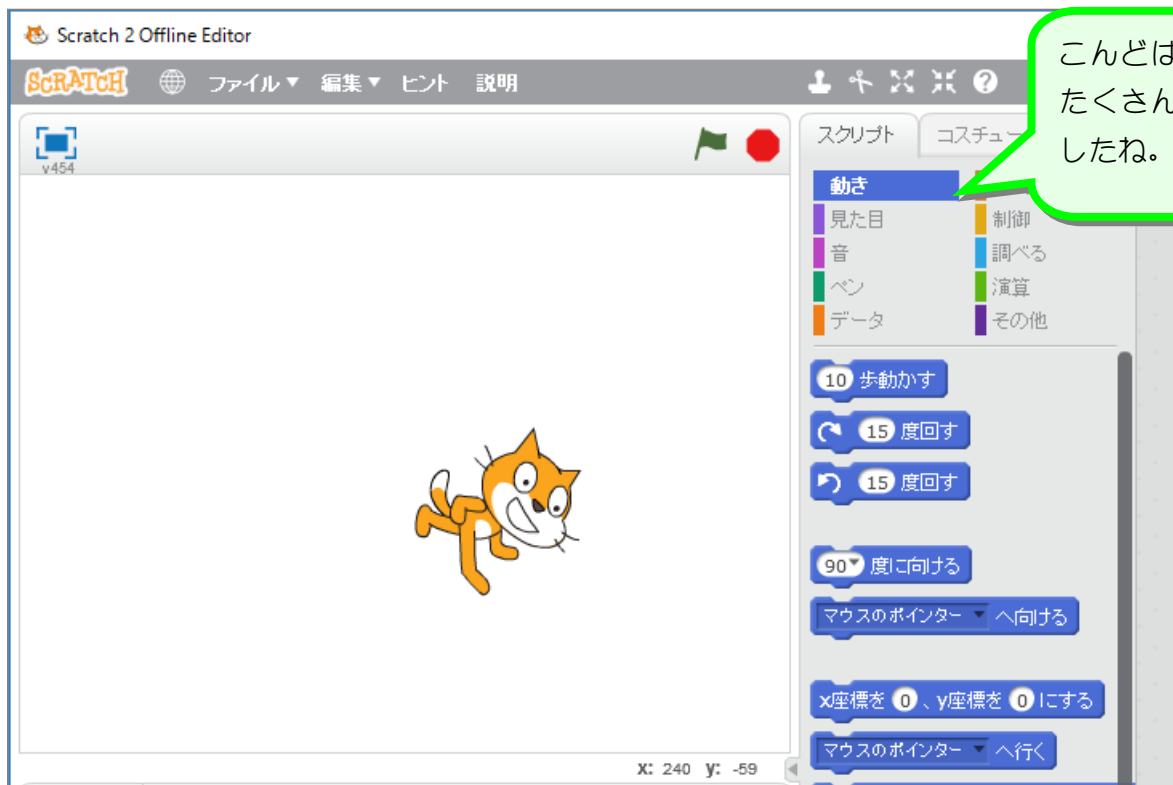 Scratch 2 Offline Editor
SCRATCH ファイル▼ 編集▼ ヒント 説明
こんどは
たくさん
したね。
v454
スクリプト コスチュー
動き
見た目 制御
音 調べる
ペン 演算
データ その他
10 歩動かす
15 度回す
15 度回す
90▼ 度に向ける
マウスのポインター ▼ へ向ける
x座標を 0 、y座標を 0 にする
マウスのポインター ▼ へ行く
X: 240 y: -59